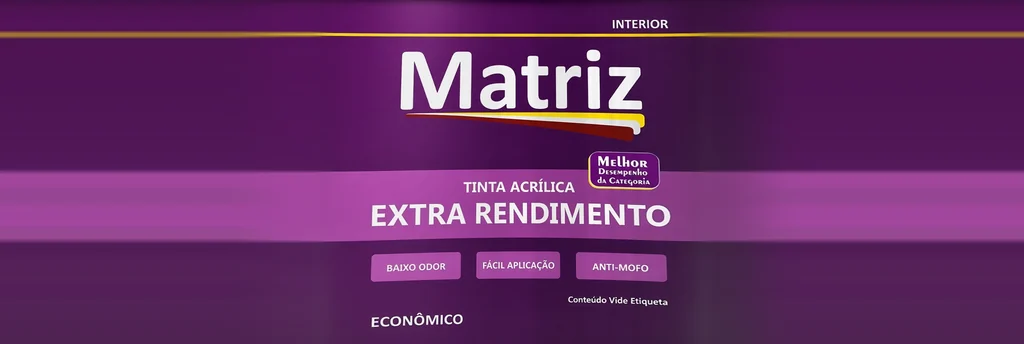 INTERIOR
Matriz
MELHOR
DESEMPENHO
DA CATEGORIA
TINTA ACRÍLICA
EXTRA RENDIMENTO
BAIXO ODOR
FÁCIL APLICAÇÃO
ANTI-MOFO
Conteúdo Vide Etiqueta
ECONÔMICO